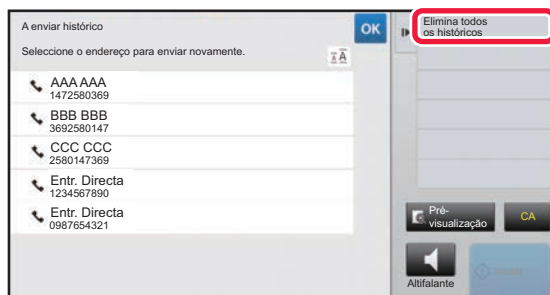 A enviar histórico
OK
Seleccione o endereço para enviar novamente.
AAA AAA
1472580369
BBB BBB
3692580147
CCC CCC
2580147369
Entr. Directa
1234567890
Entr. Directa
0987654321
Elimina todos
os históricos
Pré-
visualização
CA
Altifalante